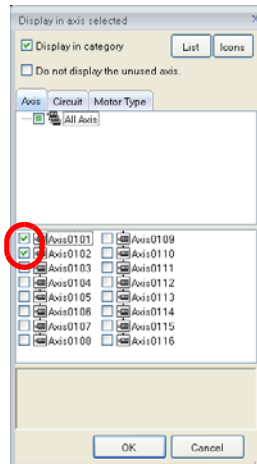 Display in axis selected
Display in category List Icons
Do not display the unused axis.
Axis Circuit Motor Type
All Axis
Axis0101 Axis0109
Axis0102 Axis0110
Axis0103 Axis0111
Axis0104 Axis0112
Axis0105 Axis0113
Axis0106 Axis0114
Axis0107 Axis0115
Axis0108 Axis0116
OK Cancel